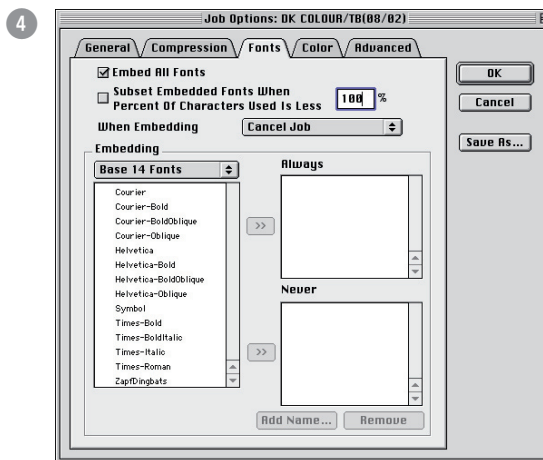 4
Job Options: DK COLOUR/TB(08/02)
General Compression Fonts Color Advanced
Embed All Fonts
Subset Embedded Fonts When
Percent Of Characters Used Is Less 100 %
When Embedding Cancel Job
Embedding
Base 14 Fonts
Courier
Courier-Bold
Courier-BoldOblique
Courier-Oblique
Helvetica
Helvetica-Bold
Helvetica-BoldOblique
Helvetica-Oblique
Symbol
Times-Bold
Times-BoldItalic
Times-Italic
Times-Roman
ZapfDingbats
>>
>>
Always
Never
Add Name... Remove
OK
Cancel
Save As...